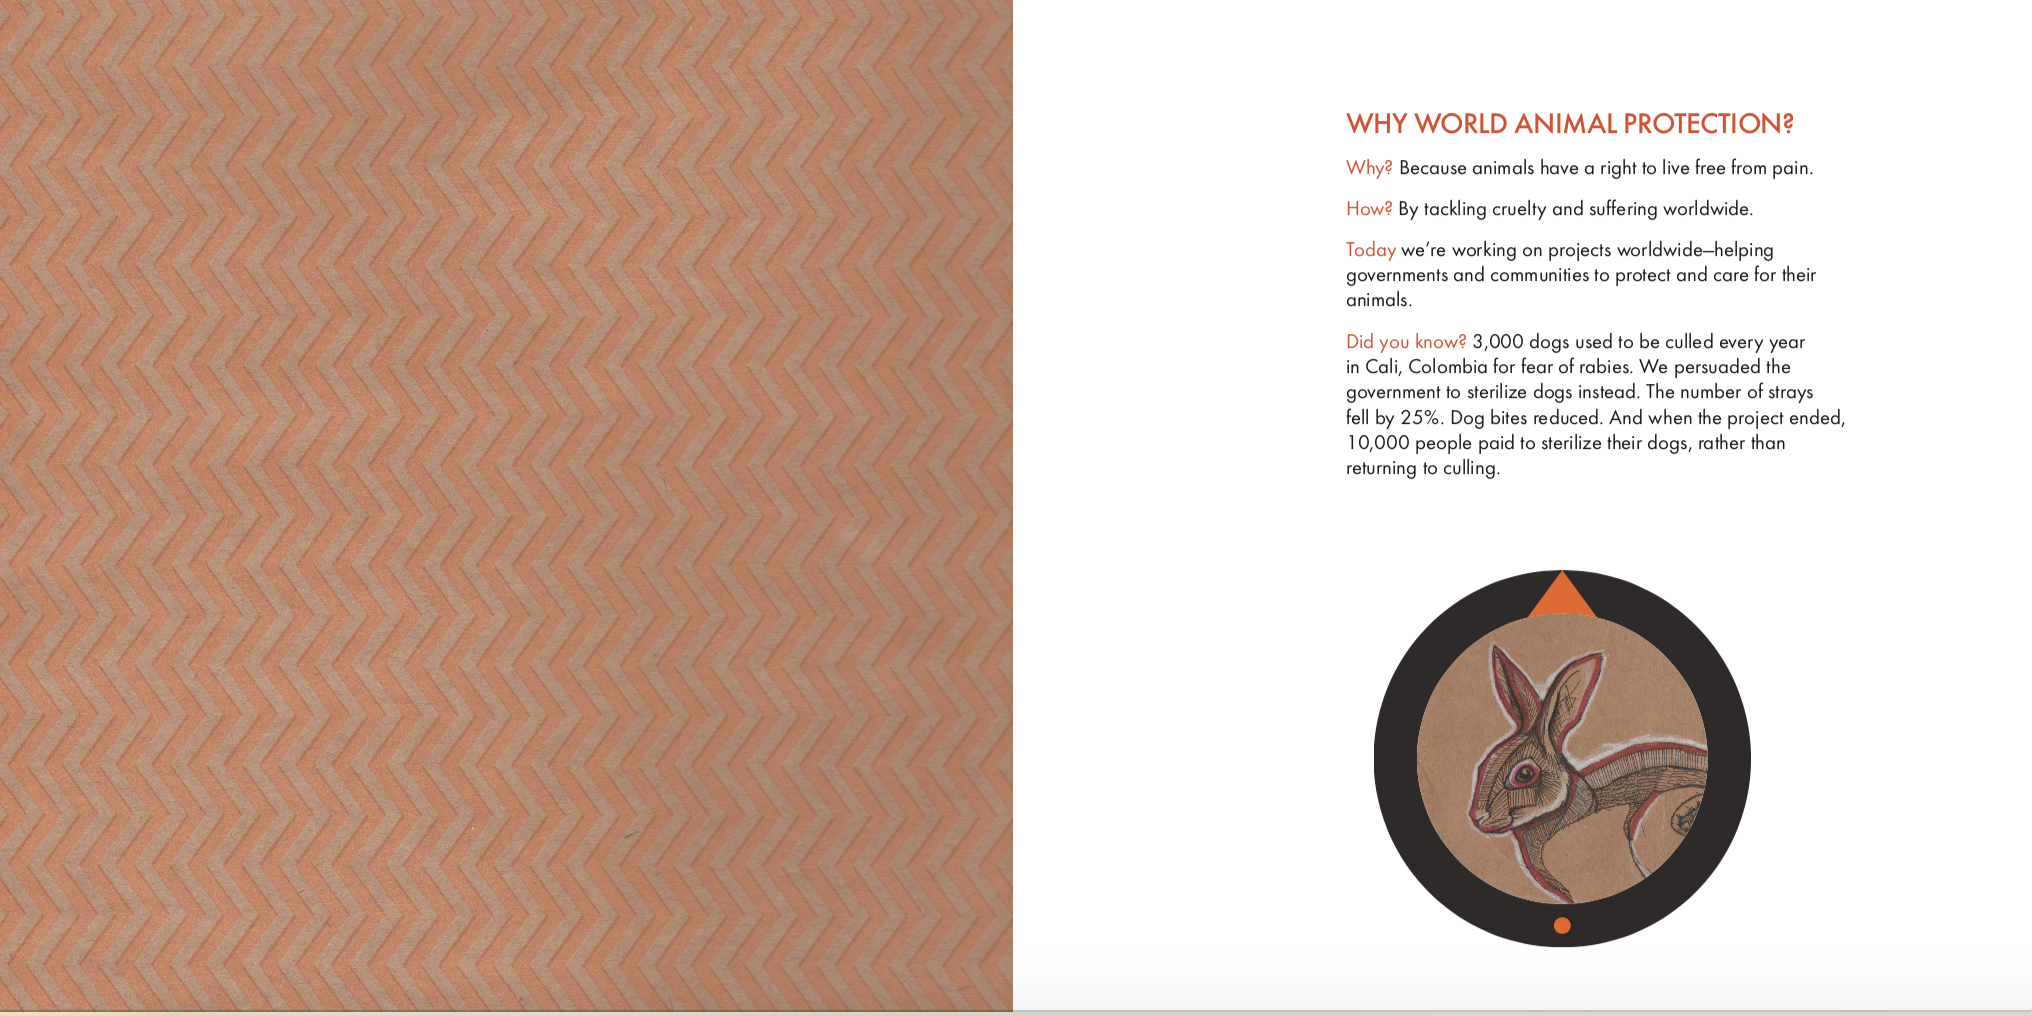 WHY WORLD ANIMAL PROTECTION?
Why? Because animals have a right to live free from pain.
How? By tackling cruelty and suffering worldwide.
Today we’re working on projects worldwide—helping
governments and communities to protect and care for their
animals.
Did you know? 3,000 dogs used to be culled every year
in Cali, Colombia for fear of rabies. We persuaded the
government to sterilize dogs instead. The number of strays
fell by 25%. Dog bites reduced. And when the project ended,
10,000 people paid to sterilize their dogs, rather than
returning to culling.